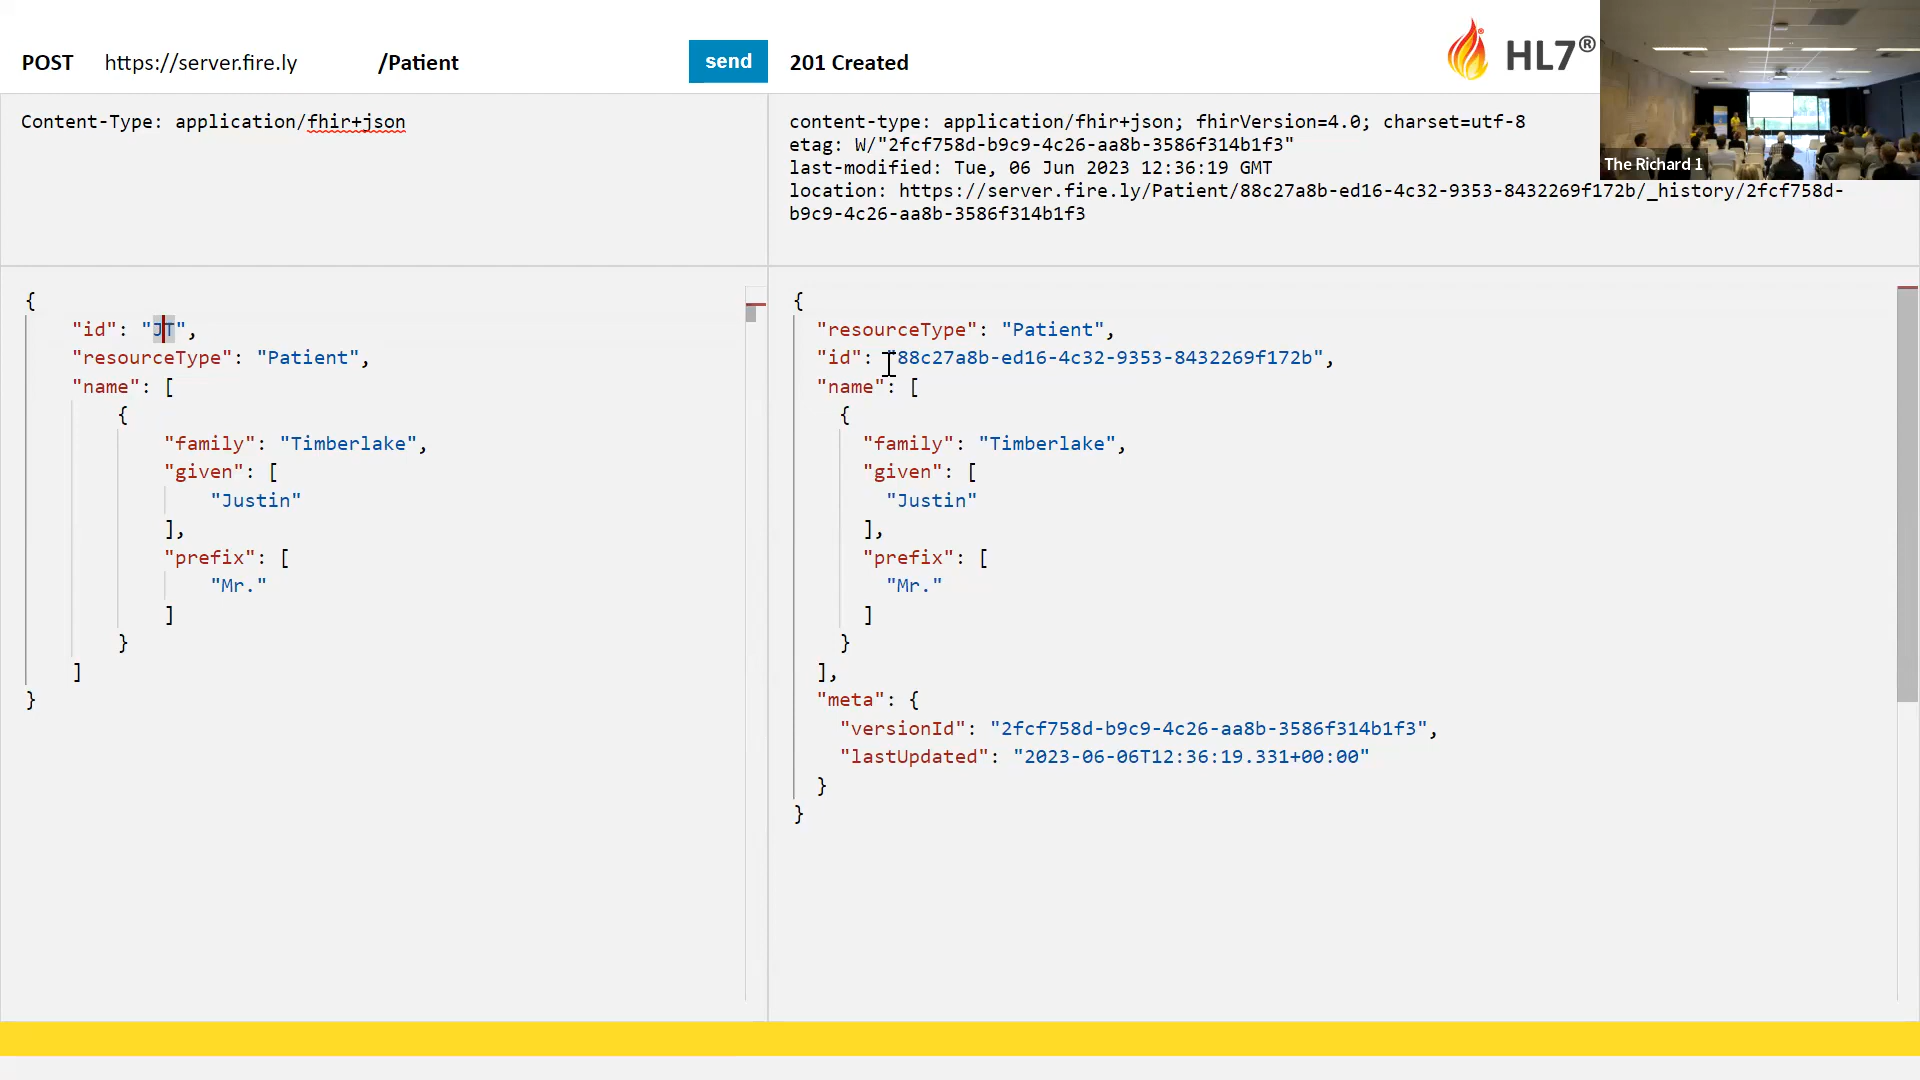 POST https://server.fire.ly /Patient send 201 Created
HL7®
The Richard 1
Content-Type: application/fhir+json
content-type: application/fhir+json; fhirVersion=4.0; charset=utf-8
etag: W/"2fcf758d-b9c9-4c26-aa8b-3586f314b1f3"
last-modified: Tue, 06 Jun 2023 12:36:19 GMT
location: https://server.fire.ly/Patient/88c27a8b-ed16-4c32-9353-8432269f172b/_history/2fcf758d-
b9c9-4c26-aa8b-3586f314b1f3
{
"id": "JT",
"resourceType": "Patient",
"name": [
{
"family": "Timberlake",
"given": [
"Justin"
],
"prefix": [
"Mr."
]
}
]
}
{
"resourceType": "Patient",
"id": "88c27a8b-ed16-4c32-9353-8432269f172b",
"name": [
{
"family": "Timberlake",
"given": [
"Justin"
],
"prefix": [
"Mr."
]
}
],
"meta": {
"versionId": "2fcf758d-b9c9-4c26-aa8b-3586f314b1f3",
"lastUpdated": "2023-06-06T12:36:19.331+00:00"
}
}